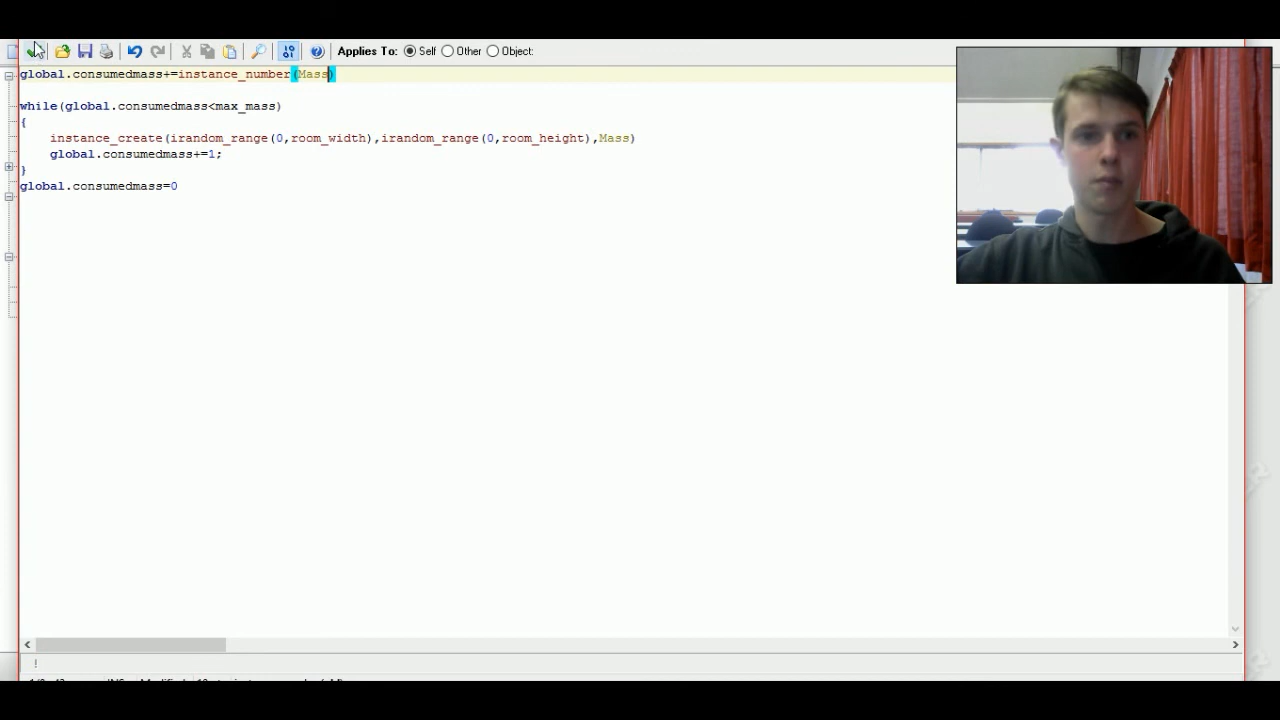 Applies To: Self Other Object:
global.consumedmass+=instance_number(Mass)
while(global.consumedmass<max_mass)
{
instance_create(irandom_range(0,room_width),irandom_range(0,room_height),Mass)
global.consumedmass+=1;
}
global.consumedmass=0
!